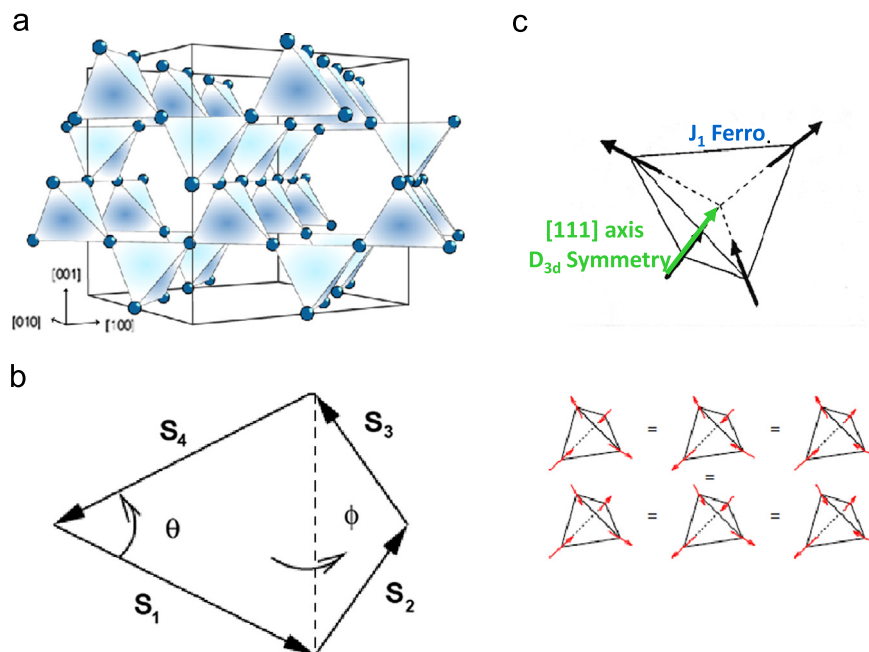 a
[001]
[010]
[100]
b
S4
θ
S1
S3
ϕ
S2
c
J1 Ferro.
[111] axis
D3d Symmetry
= =
=
= =